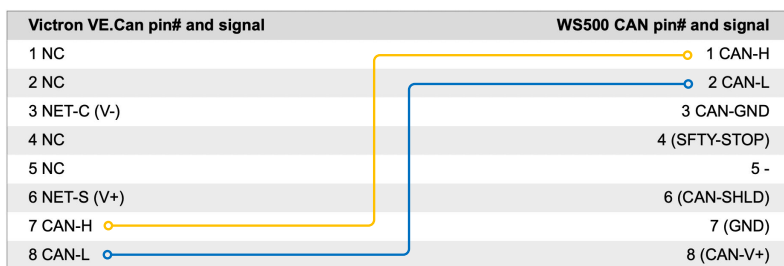 Victron VE.Can pin# and signal WS500 CAN pin# and signal
1 NC 1 CAN-H
2 NC 2 CAN-L
3 NET-C (V-) 3 CAN-GND
4 NC 4 (SFTY-STOP)
5 NC 5 -
6 NET-S (V+) 6 (CAN-SHLD)
7 CAN-H 7 (GND)
8 CAN-L 8 (CAN-V+)